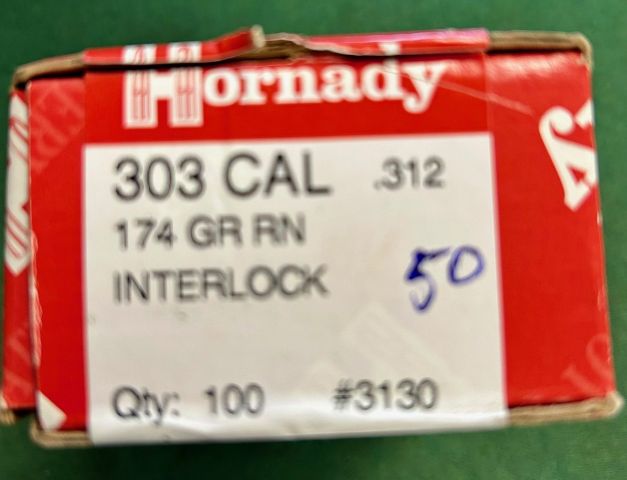 Hornady
303 CAL .312
174 GR RN
INTERLOCK 50
Qty: 100 #3130